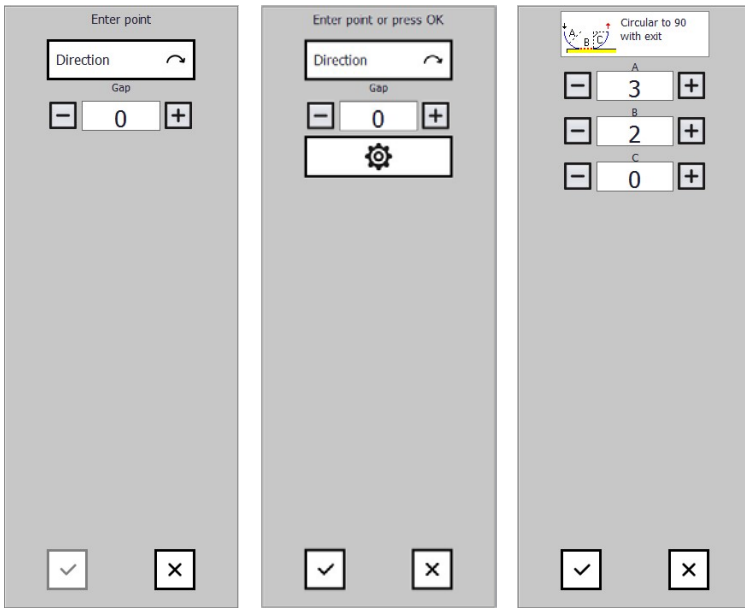 Enter point
Direction
Gap
0
Enter point or press OK
Direction
Gap
0
A B C
Circular to 90
with exit
A
3
B
2
C
0